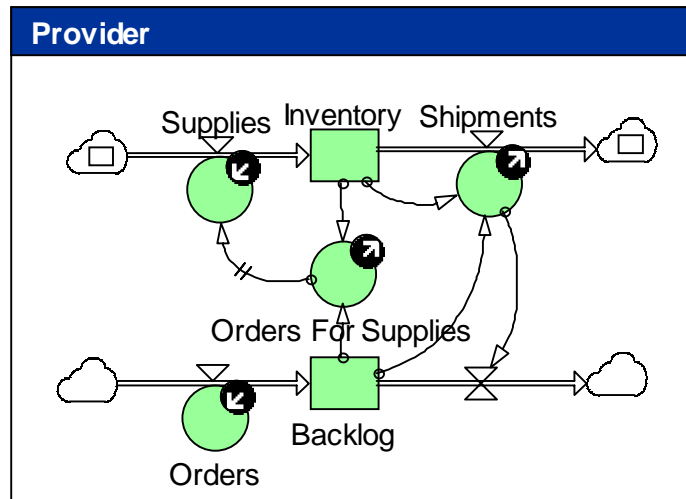 Provider
Supplies
Inventory
Shipments
Orders For Supplies
Backlog
Orders